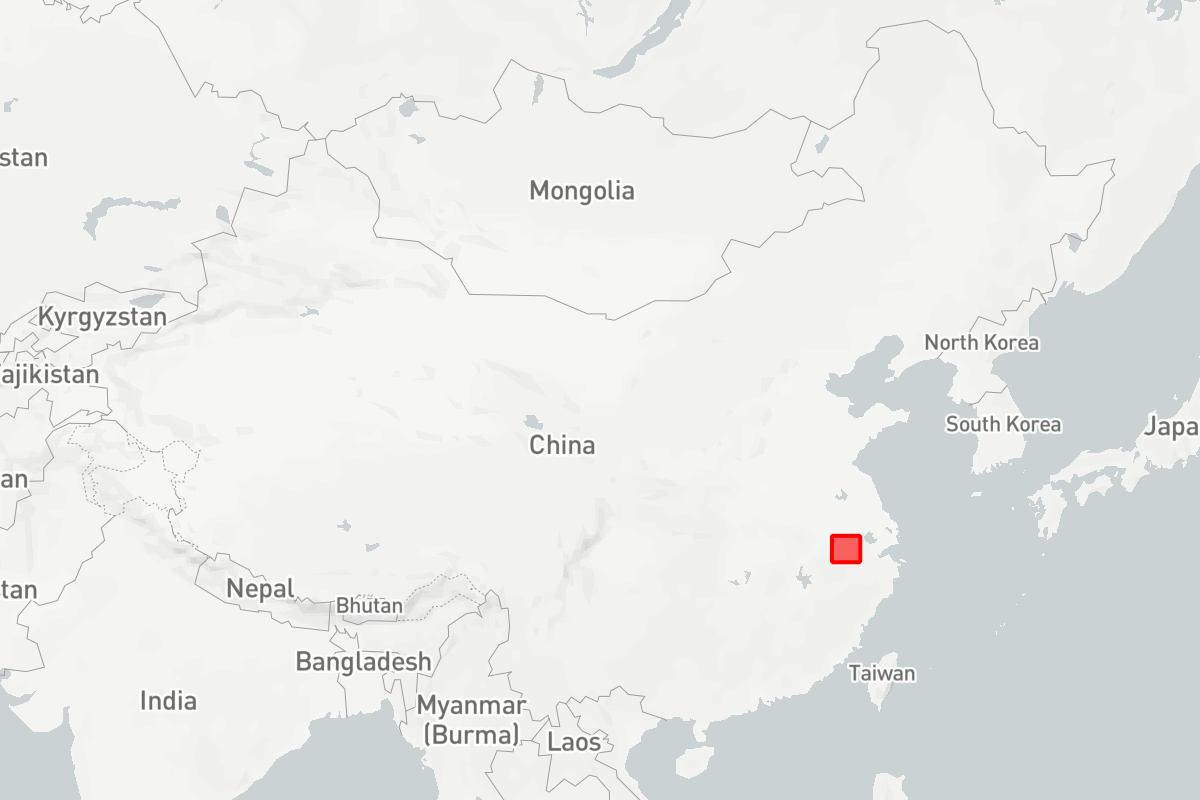 stan
Mongolia
Kyrgyzstan
North Korea
ajikistan
South Korea
Japa
China
an
stan
Nepal
Bhutan
Bangladesh
Taiwan
India
Myanmar
(Burma)
Laos